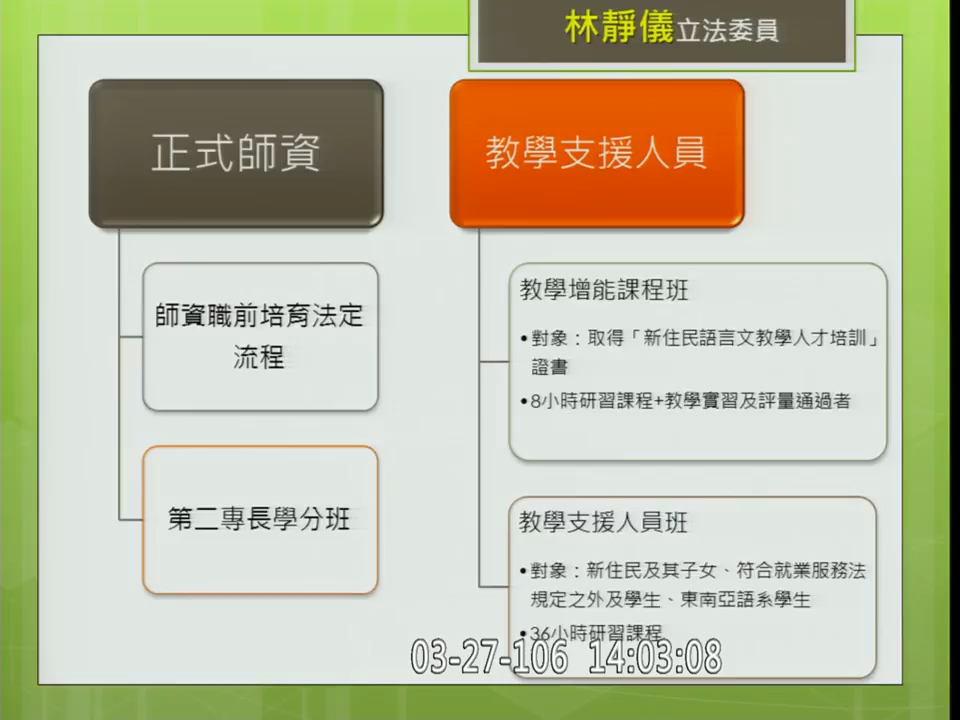 林靜儀立法委員
正式師資
師資職前培育法定
流程
第二專長學分班
教學支援人員
教學增能課程班
•對象：取得「新住民語言文教學人才培訓」
證書
•8小時研習課程+教學實習及評量通過者
教學支援人員班
•對象：新住民及其子女、符合就業服務法
規定之外及學生、東南亞語系學生
•36小時研習課程
03-27-106 14:03:08